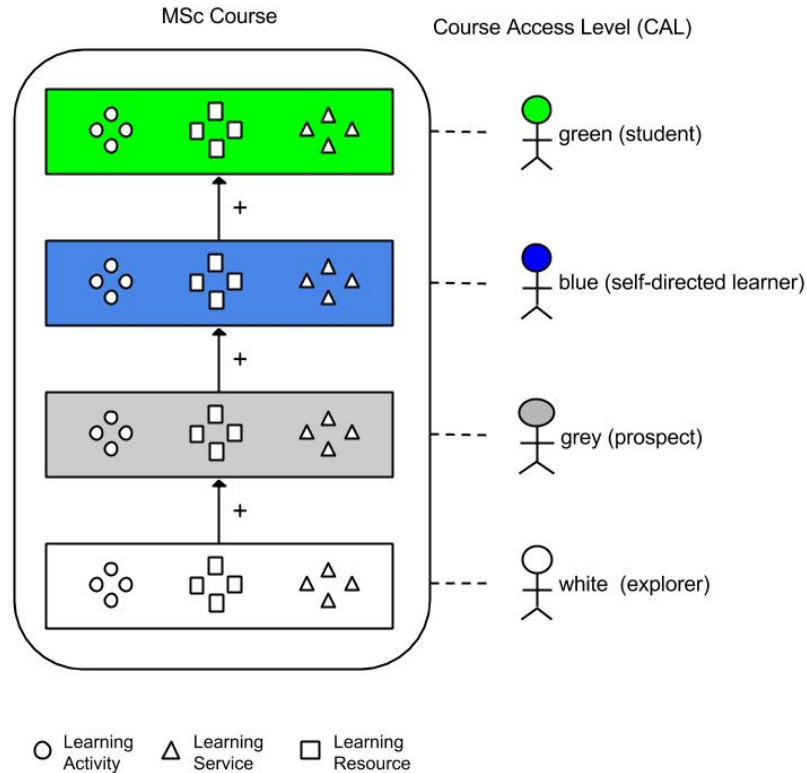 MSc Course
Course Access Level (CAL)
green (student)
+
blue (self-directed learner)
+
grey (prospect)
+
white (explorer)
Learning
Activity
Learning
Service
Learning
Resource